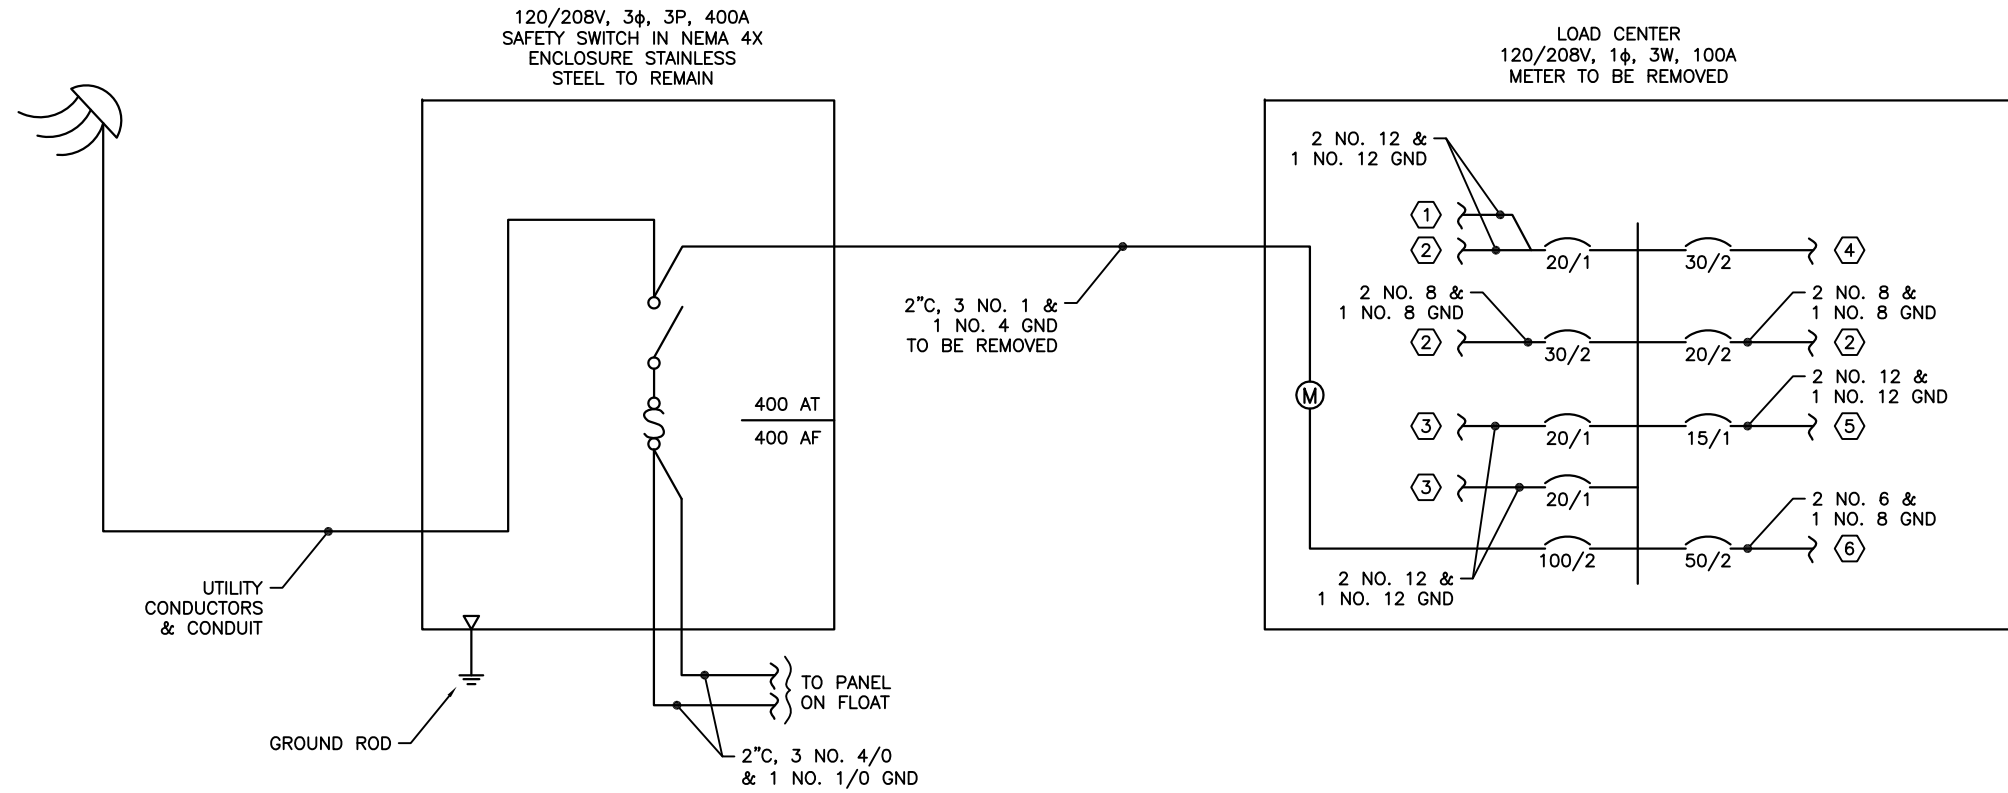 120/208V, 3ϕ, 3P, 400A
SAFETY SWITCH IN NEMA 4X
ENCLOSURE STAINLESS
STEEL TO REMAIN
LOAD CENTER
120/208V, 1ϕ, 3W, 100A
METER TO BE REMOVED
UTILITY
CONDUCTORS
& CONDUIT
GROUND ROD
400 AT
400 AF
TO PANEL
ON FLOAT
2"C, 3 NO. 4/0
& 1 NO. 1/0 GND
2"C, 3 NO. 1 &
1 NO. 4 GND
TO BE REMOVED
M
2 NO. 12 &
1 NO. 12 GND
1
2
20/1
30/2
4
2 NO. 8 &
1 NO. 8 GND
2
30/2
20/2
2 NO. 8 &
1 NO. 8 GND
2
3
20/1
15/1
2 NO. 12 &
1 NO. 12 GND
5
3
20/1
2 NO. 12 &
1 NO. 12 GND
100/2
50/2
2 NO. 6 &
1 NO. 8 GND
6